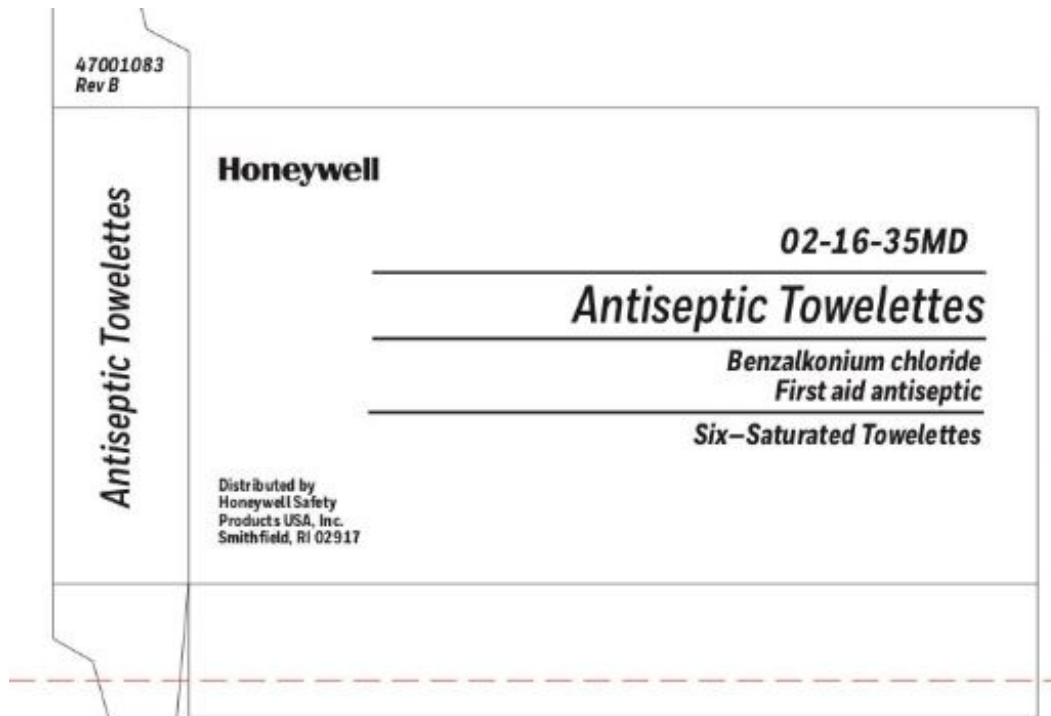 47001083
Rev B
Antiseptic Towelettes
Honeywell
02-16-35MD
Antiseptic Towelettes
Benzalkonium chloride
First aid antiseptic
Six–Saturated Towelettes
Distributed by
Honeywell Safety
Products USA, Inc.
Smithfield, RI 02917